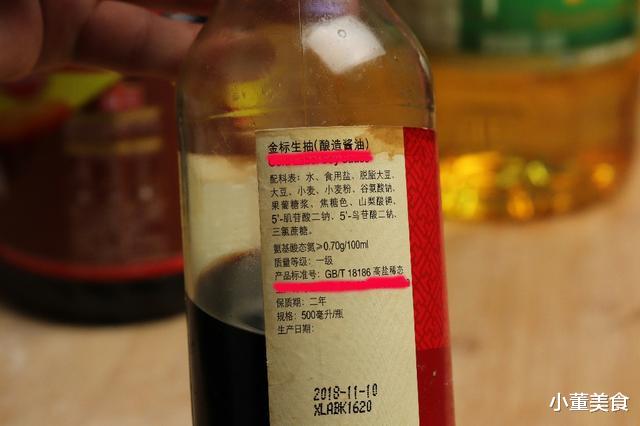 金标生抽(酿造酱油)
配料表：水、食用盐、脱脂大豆、
大豆、小麦、小麦粉、谷氨酸钠、
果葡糖浆、焦糖色、山梨酸钾、
5'-肌苷酸二钠、5'-鸟苷酸二钠、
三氯蔗糖。
氨基酸态氮≥0.70g/100ml
质量等级：一级
产品标准号：GB/T 18186 高盐稀态
保质期：二年
规格：500毫升/瓶
生产日期：
2018-11-10
XLABK1620
小董美食